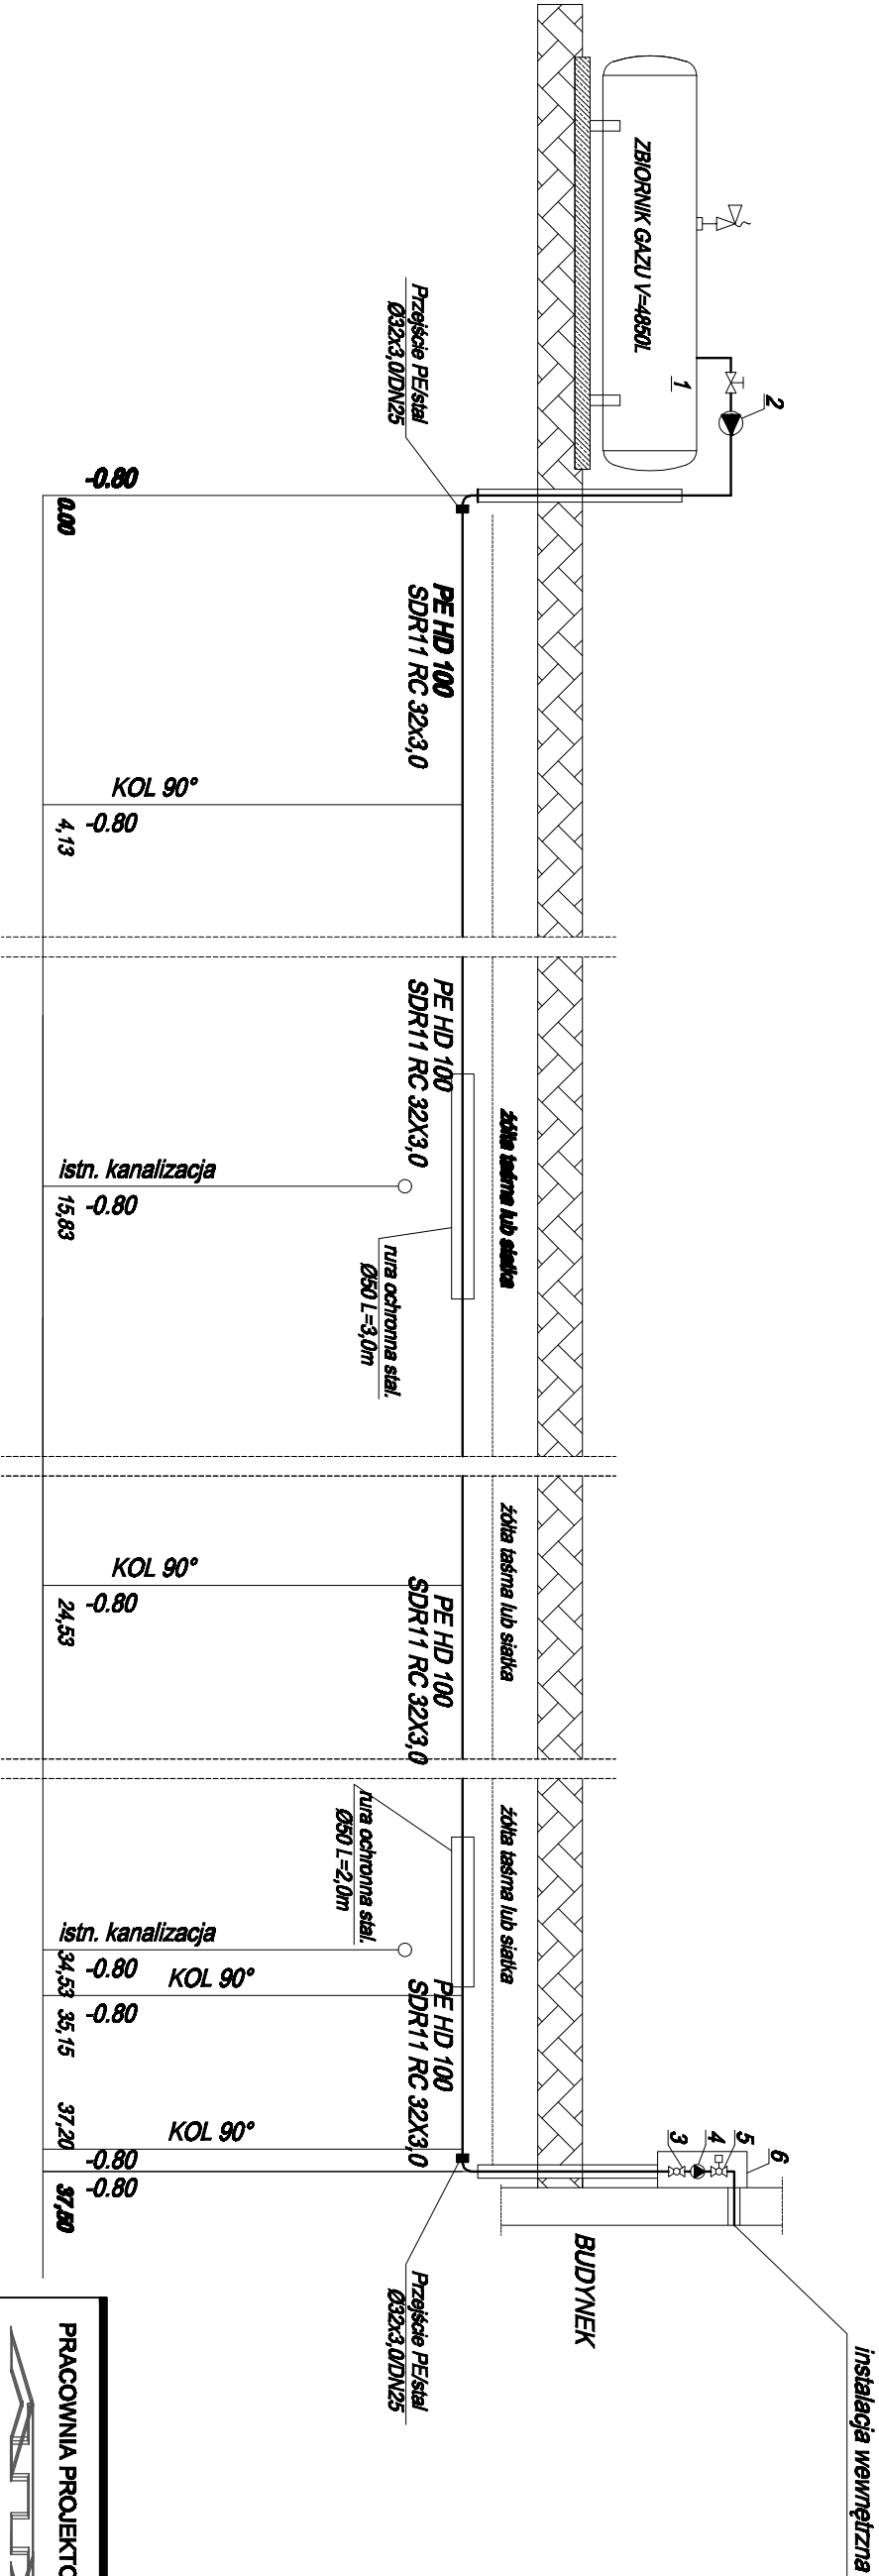 instalacja wewnętrzna
2
1
ZBIORNIK GAZU V=4850L
6
5
4
3
BUDYNEK
żółta taśma lub siatka
żółta taśma lub siatka
żółta taśma lub siatka
Przejście PE/stal
Ø32x3,0/DN25
PE HD 100
SDR11 RC 32x3,0
PE HD 100
SDR11 RC 32X3,0
rura ochronna stal.
Ø50 L=3,0m
PE HD 100
SDR11 RC 32X3,0
rura ochronna stal.
Ø50 L=2,0m
PE HD 100
SDR11 RC 32X3,0
Przejście PE/stal
Ø32x3,0/DN25
-0.80
0.00
KOL 90°
-0.80
4,13
istn. kanalizacja
-0.80
15,83
KOL 90°
-0.80
24,53
istn. kanalizacja
-0.80
34,53
KOL 90°
-0.80
35,15
KOL 90°
-0.80
37,20
-0.80
37,50
PRACOWNIA PROJEKTO